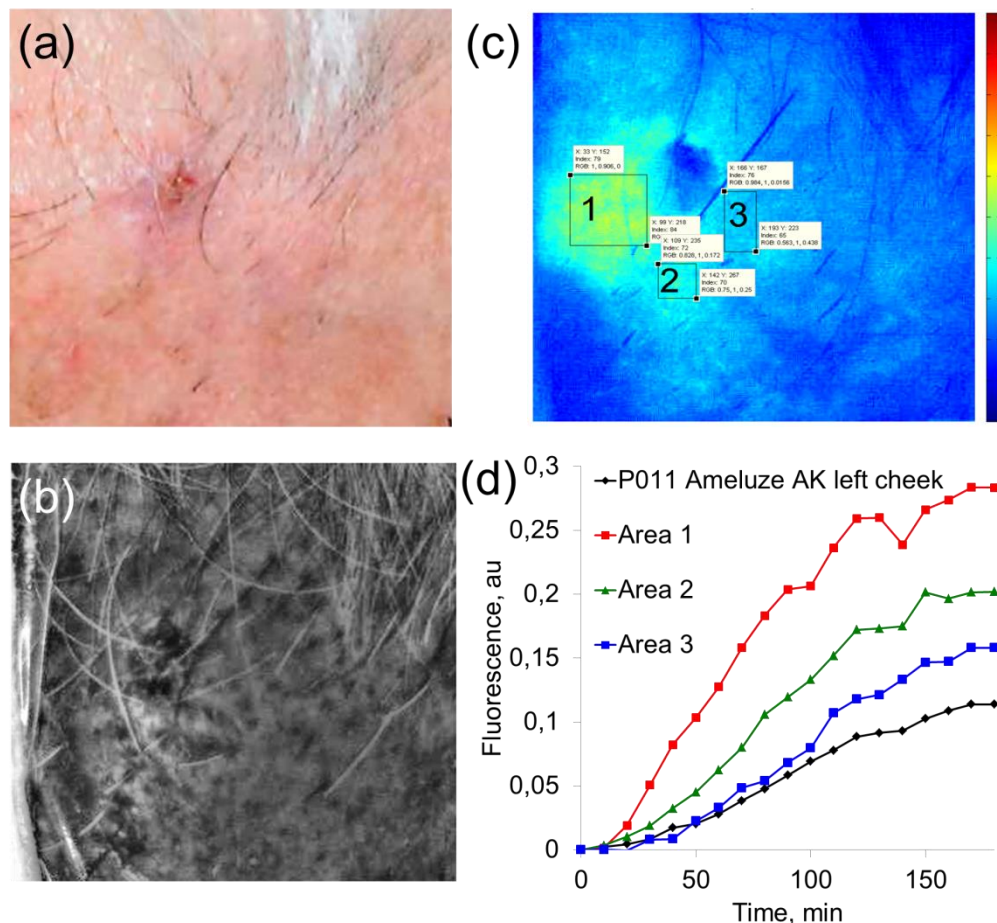 (a)
(c)
X: 33 Y: 152
Index: 79
RGB: 1, 0.906, 0
X: 168 Y: 167
Index: 76
RGB: 0.984, 1, 0.0156
1
3
X: 99 Y: 218
Index: 84
X: 109 Y: 235
Index: 72
RGB: 0.828, 1, 0.172
X: 193 Y: 223
Index: 65
RGB: 0.563, 1, 0.438
2
X: 142 Y: 267
Index: 70
RGB: 0.75, 1, 0.25
(b)
(d)
0,3
0,25
0,2
0,15
0,1
0,05
0
Fluorescence, au
P011 Ameluze AK left cheek
Area 1
Area 2
Area 3
0
50
100
150
Time, min